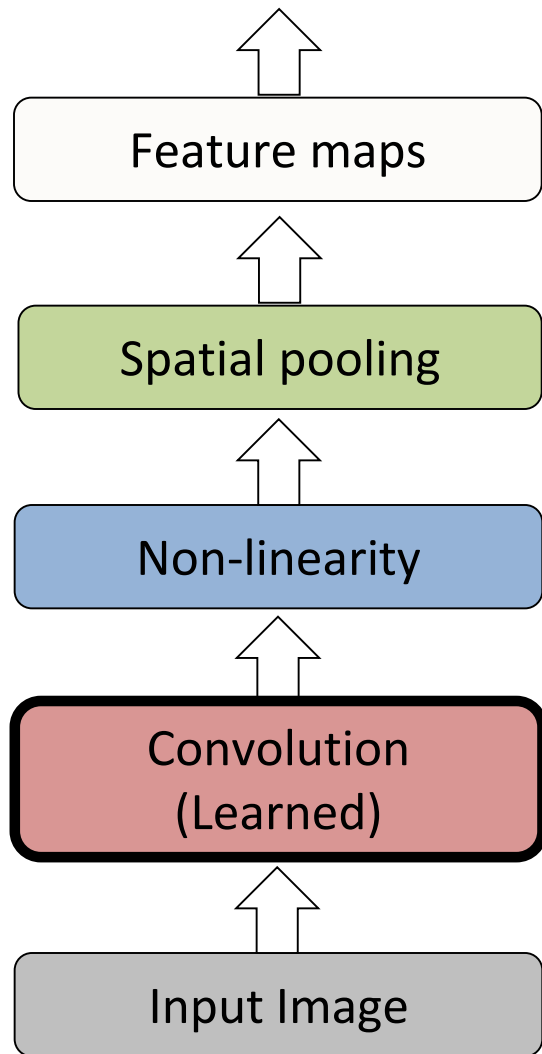 Feature maps
Spatial pooling
Non-linearity
Convolution
(Learned)
Input Image